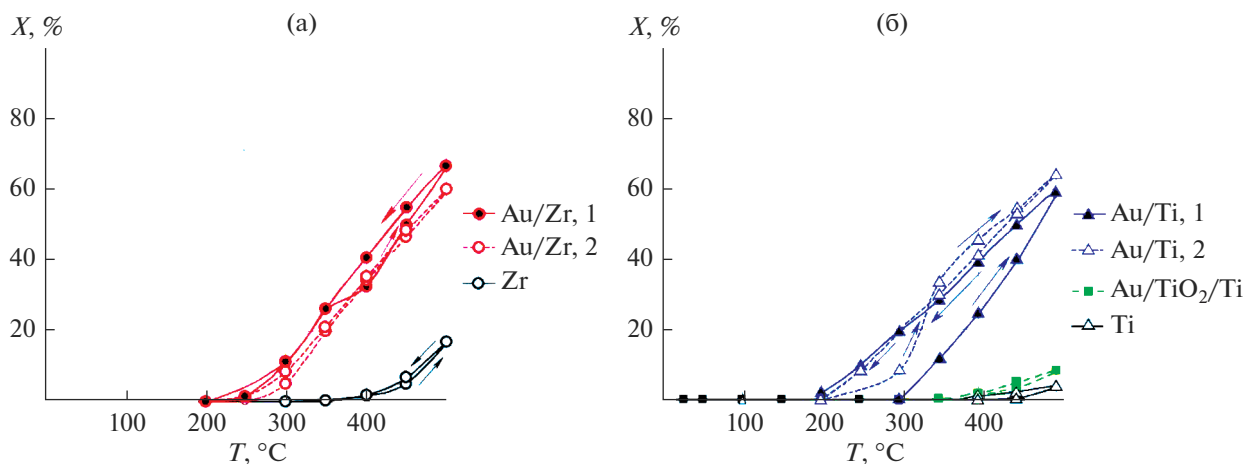 X, %
(а)
80
60
40
20
100
200
300
400
T, °C
Au/Zr, 1
Au/Zr, 2
Zr
X, %
(б)
80
60
40
20
100
200
300
400
T, °C
Au/Ti, 1
Au/Ti, 2
Au/TiO₂/Ti
Ti